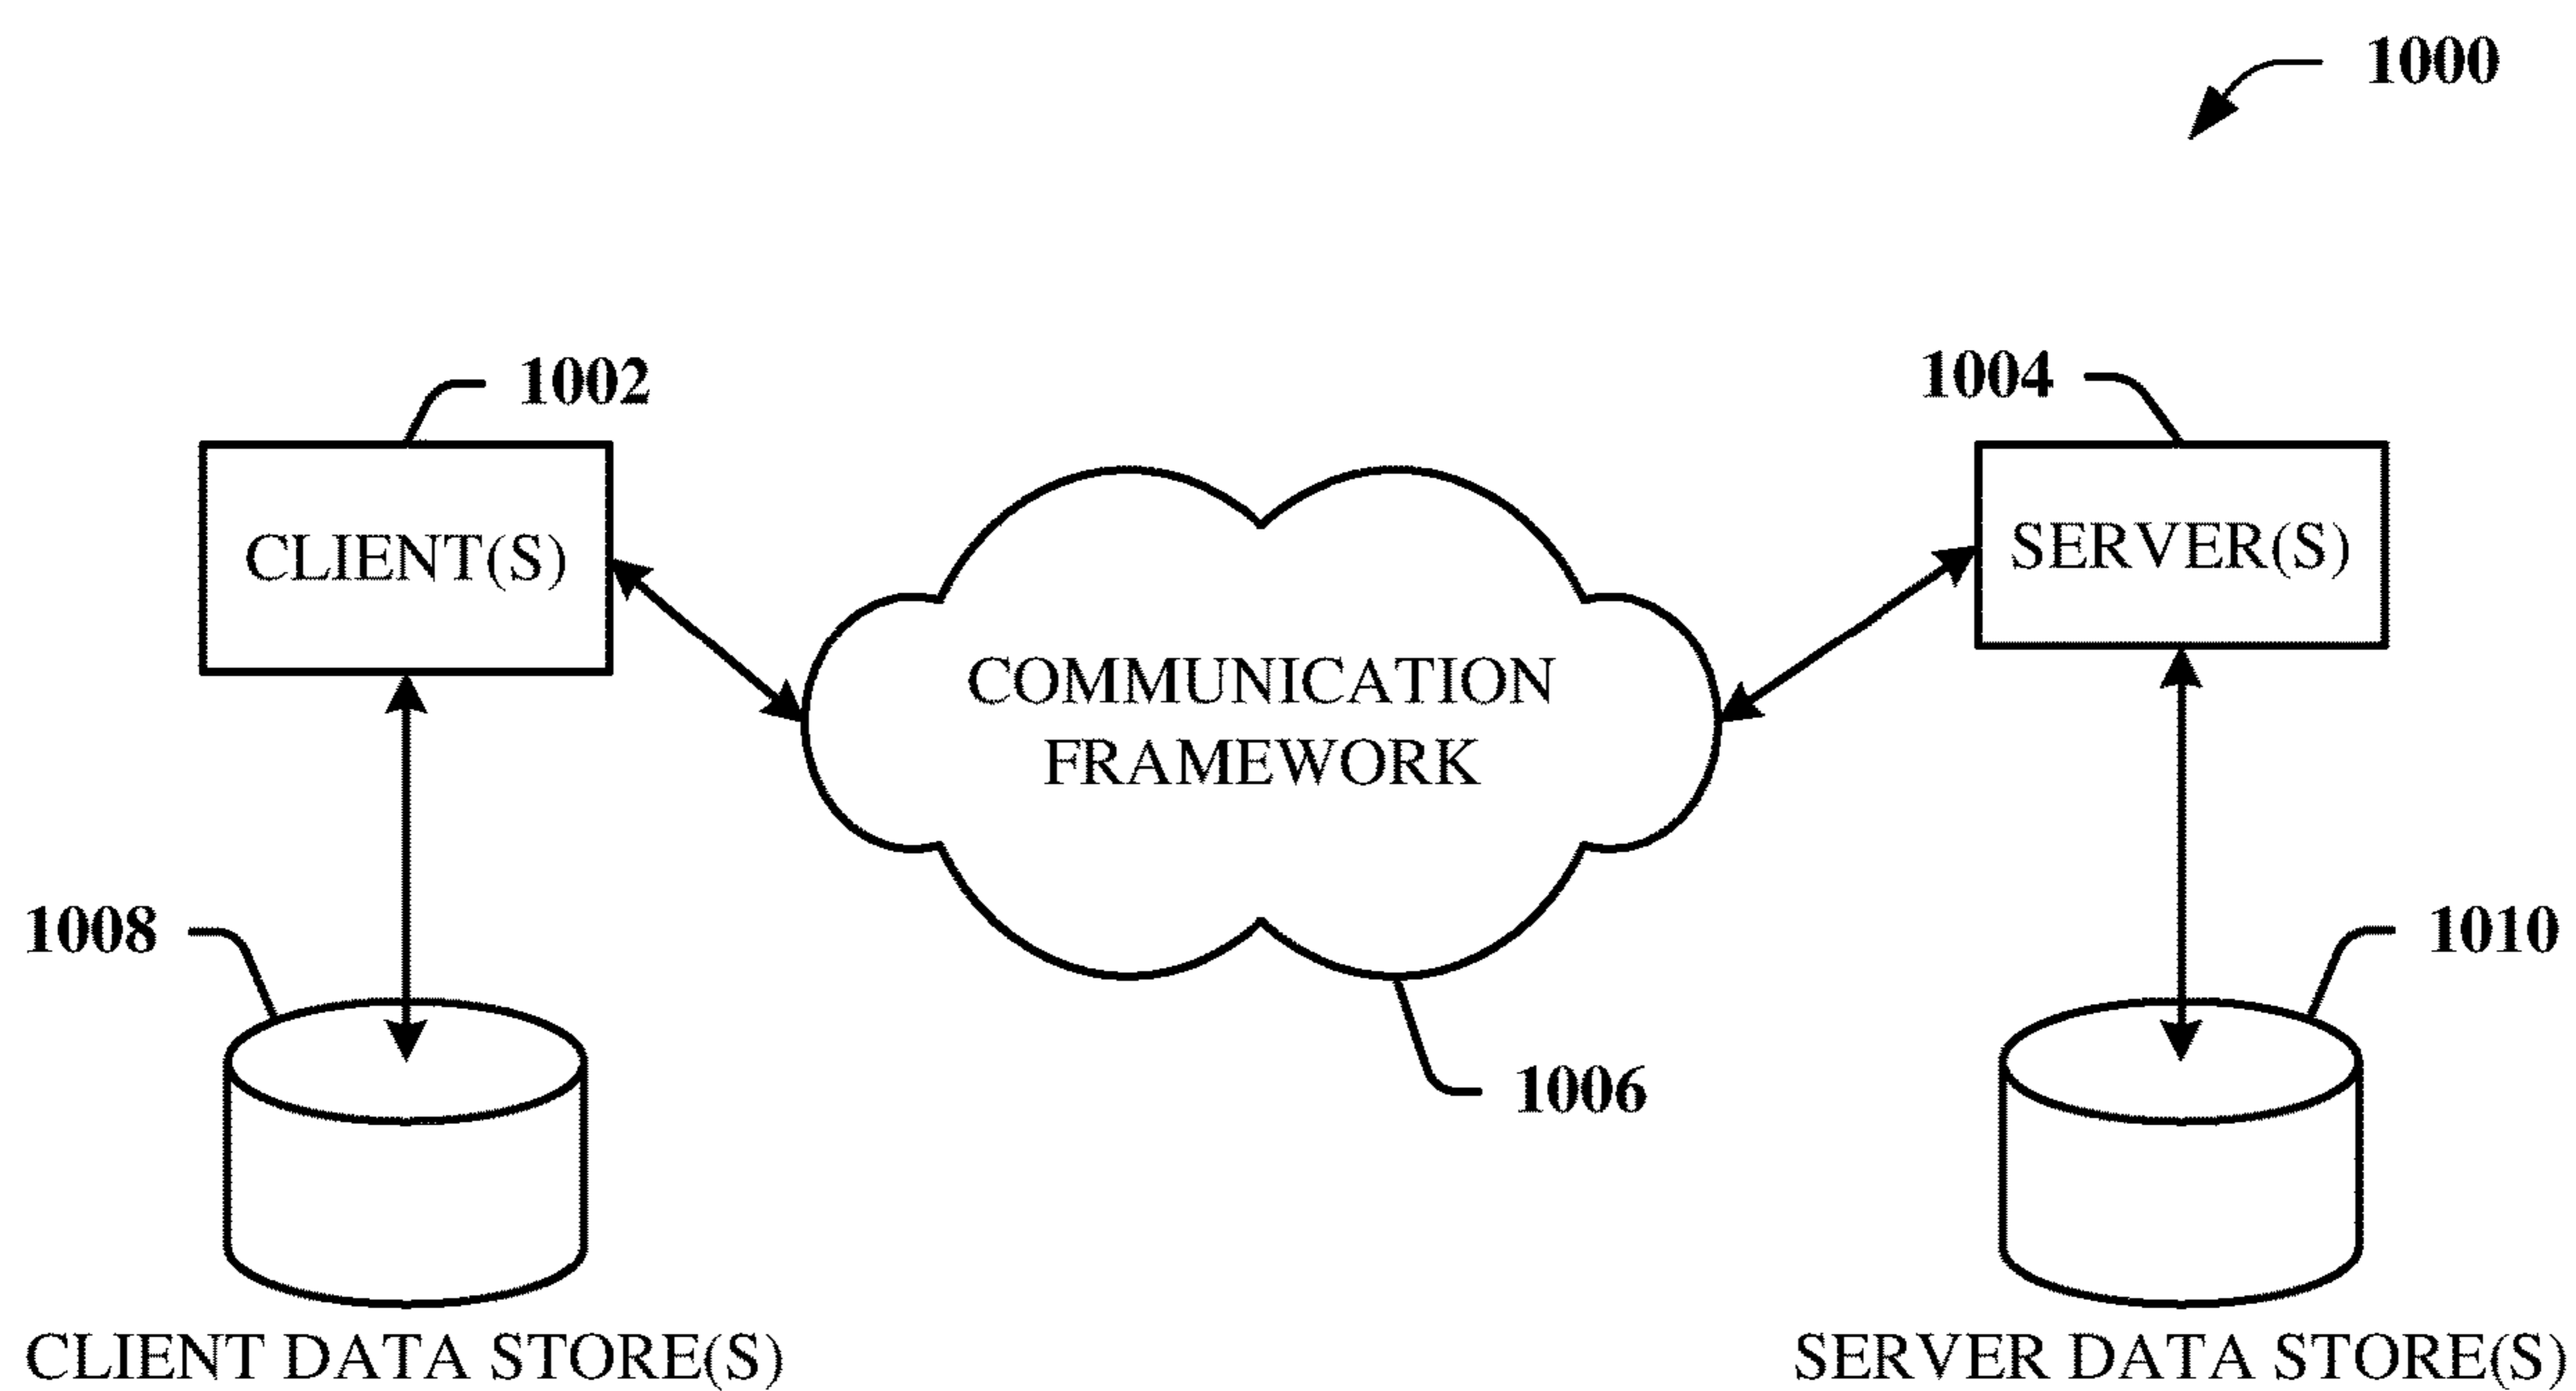 1000
1002
1004
CLIENT(S)
SERVER(S)
COMMUNICATION
FRAMEWORK
1008
1010
1006
CLIENT DATA STORE(S)
SERVER DATA STORE(S)